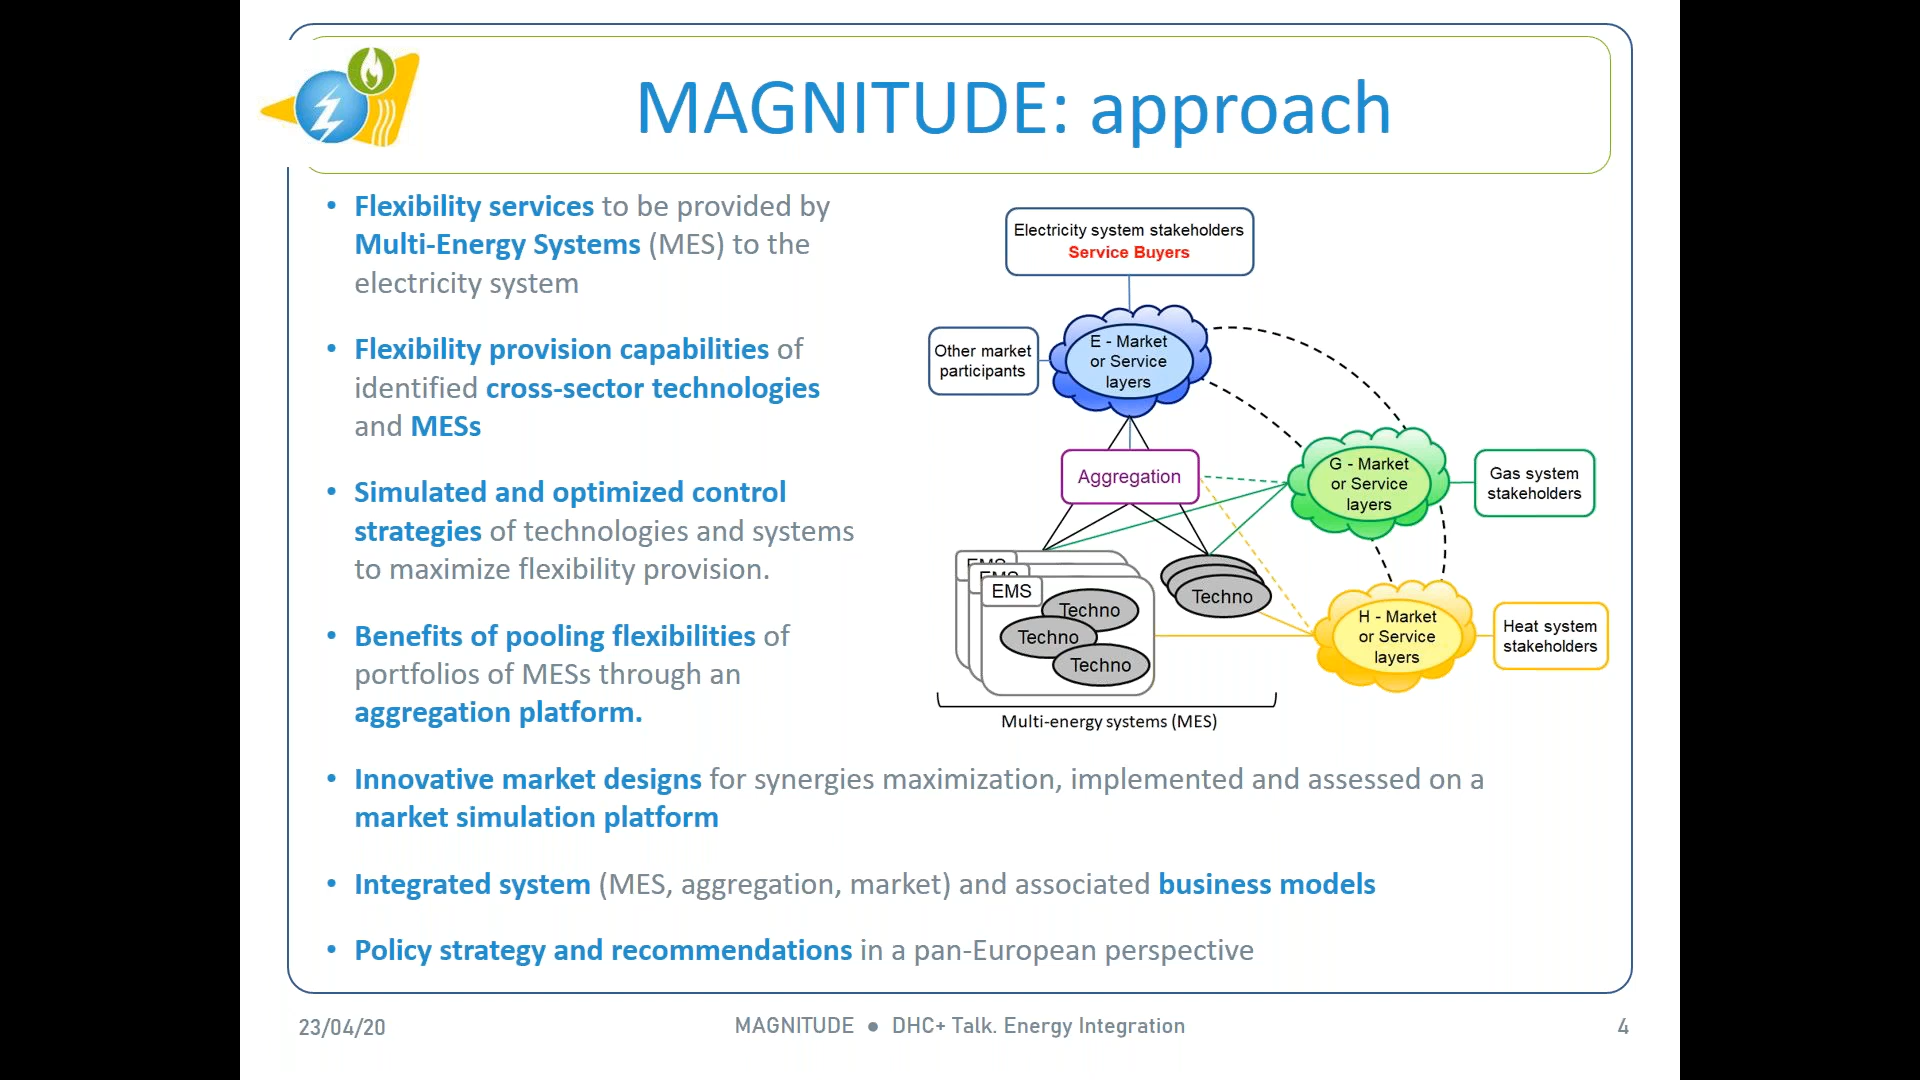 MAGNITUDE: approach
• Flexibility services to be provided by
Multi-Energy Systems (MES) to the
electricity system
• Flexibility provision capabilities of
identified cross-sector technologies
and MESs
• Simulated and optimized control
strategies of technologies and systems
to maximize flexibility provision.
• Benefits of pooling flexibilities of
portfolios of MESs through an
aggregation platform.
• Innovative market designs for synergies maximization, implemented and assessed on a
market simulation platform
• Integrated system (MES, aggregation, market) and associated business models
• Policy strategy and recommendations in a pan-European perspective
Electricity system stakeholders
Service Buyers
Other market
participants
E - Market
or Service
layers
Aggregation
G - Market
or Service
layers
Gas system
stakeholders
EMS
EMS
EMS
Techno
Techno
Techno
Techno
H - Market
or Service
layers
Heat system
stakeholders
Multi-energy systems (MES)
23/04/20
MAGNITUDE ● DHC+ Talk. Energy Integration
4